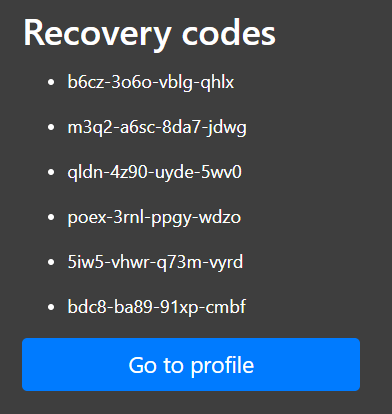 Recovery codes
b6cz-3o6o-vblg-qhlx
m3q2-a6sc-8da7-jdwg
qldn-4z90-uyde-5wv0
poex-3rnl-ppgy-wdzo
5iw5-vhwr-q73m-vyrd
bdc8-ba89-91xp-cmbf
Go to profile